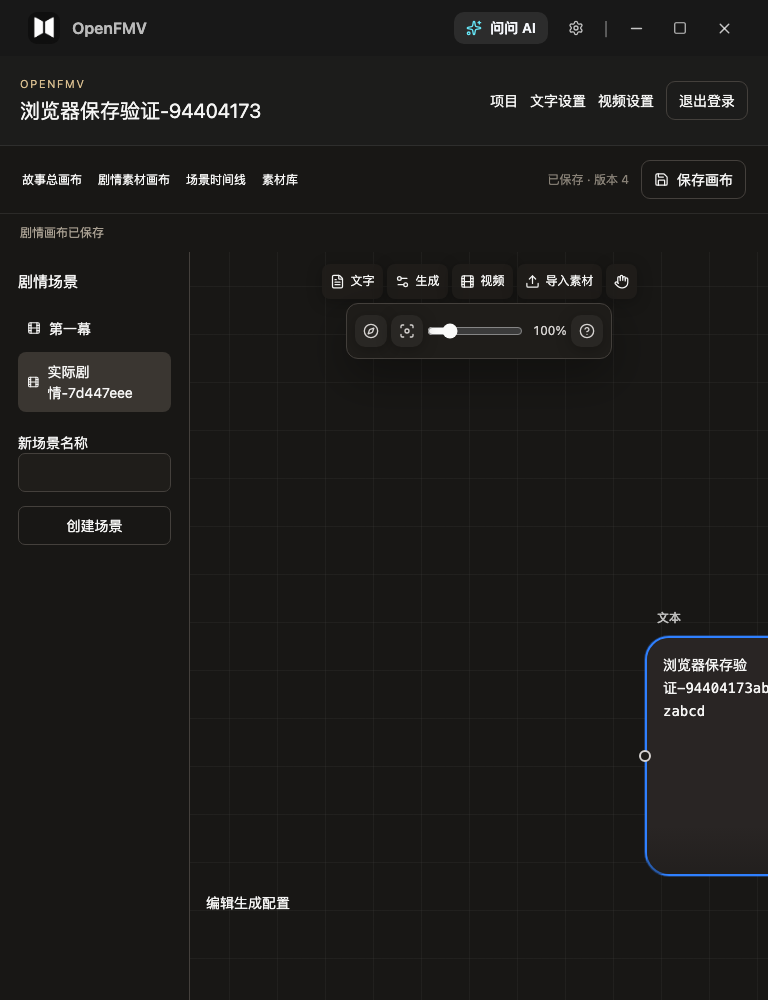 OpenFMV
问问 AI
OPENFMV
浏览器保存验证-94404173
项目 文字设置 视频设置 退出登录
故事总画布 剧情素材画布 场景时间线 素材库
已保存 · 版本 4 保存画布
剧情画布已保存
剧情场景
文字 生成 视频 导入素材
100%
第一幕
实际剧
情-7d447eee
新场景名称
创建场景
文本
浏览器保存验
证-94404173ab
zabcd
编辑生成配置